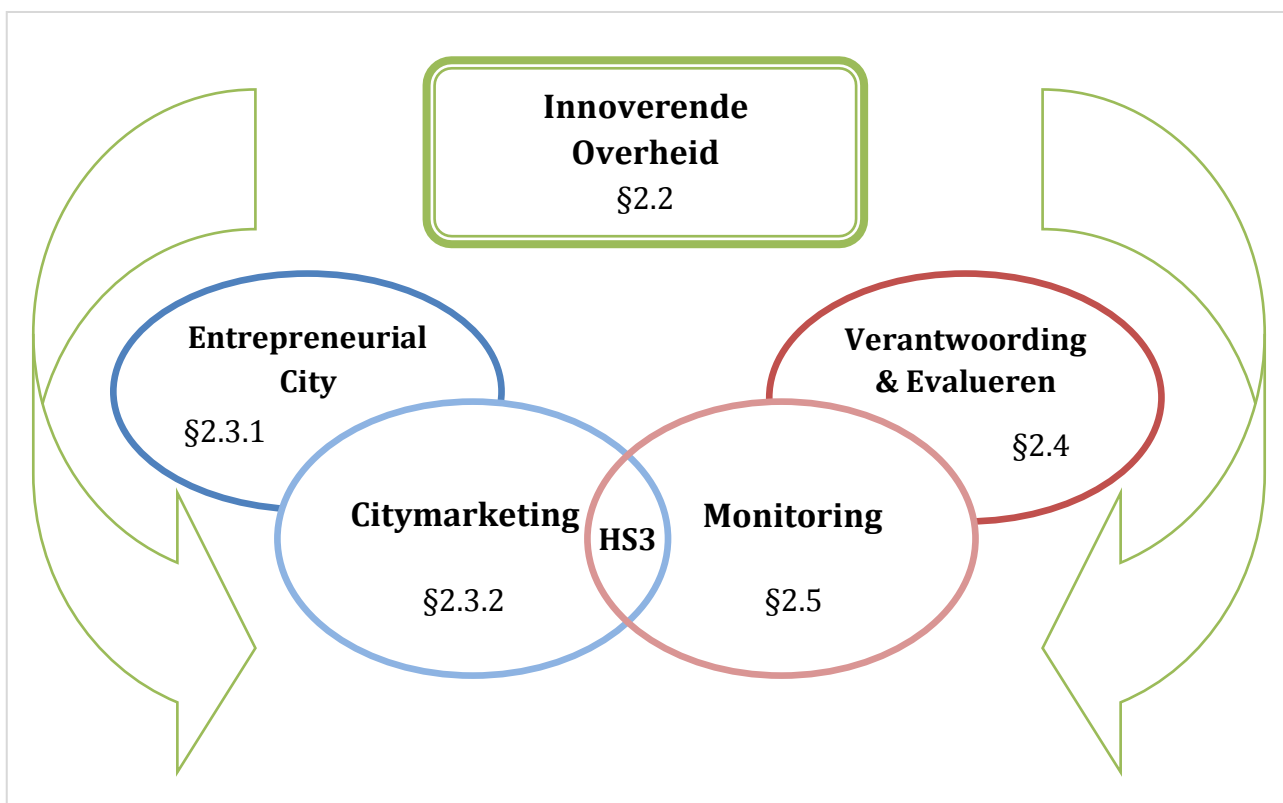 Innoverende
Overheid
§2.2
Entrepreneurial
City
§2.3.1
Verantwoording
& Evalueren
§2.4
Citymarketing
§2.3.2
HS3
Monitoring
§2.5